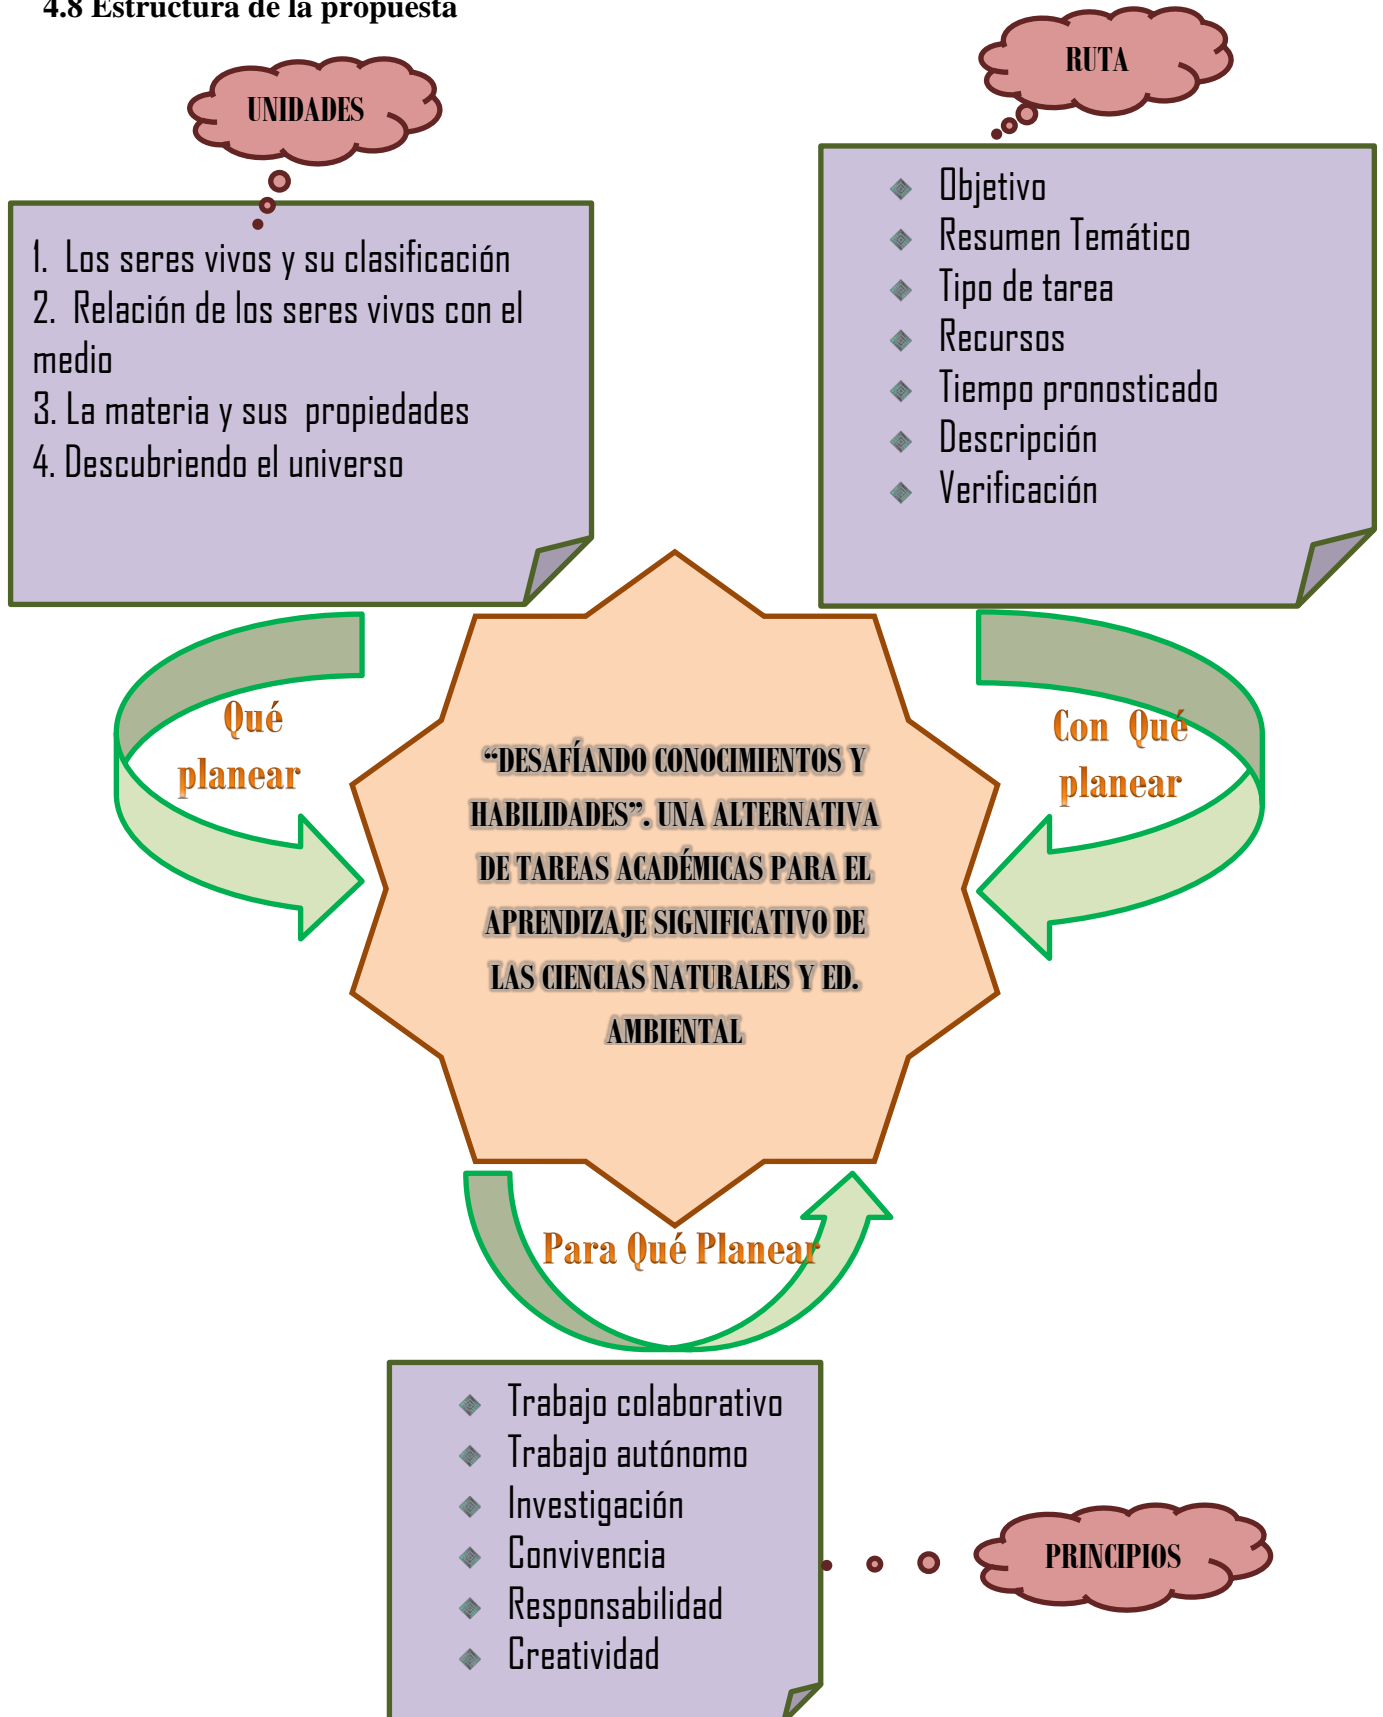 4.8 Estructura de la propuesta
UNIDADES
1. Los seres vivos y su clasificación
2. Relación de los seres vivos con el
medio
3. La materia y sus propiedades
4. Descubriendo el universo
RUTA
Objetivo
Resumen Temático
Tipo de tarea
Recursos
Tiempo pronosticado
Descripción
Verificación
Qué
planear
Con Qué
planear
“DESAFÍANDO CONOCIMIENTOS Y
HABILIDADES”. UNA ALTERNATIVA
DE TAREAS ACADÉMICAS PARA EL
APRENDIZAJE SIGNIFICATIVO DE
LAS CIENCIAS NATURALES Y ED.
AMBIENTAL
Para Qué Planear
Trabajo colaborativo
Trabajo autónomo
Investigación
Convivencia
Responsabilidad
Creatividad
PRINCIPIOS